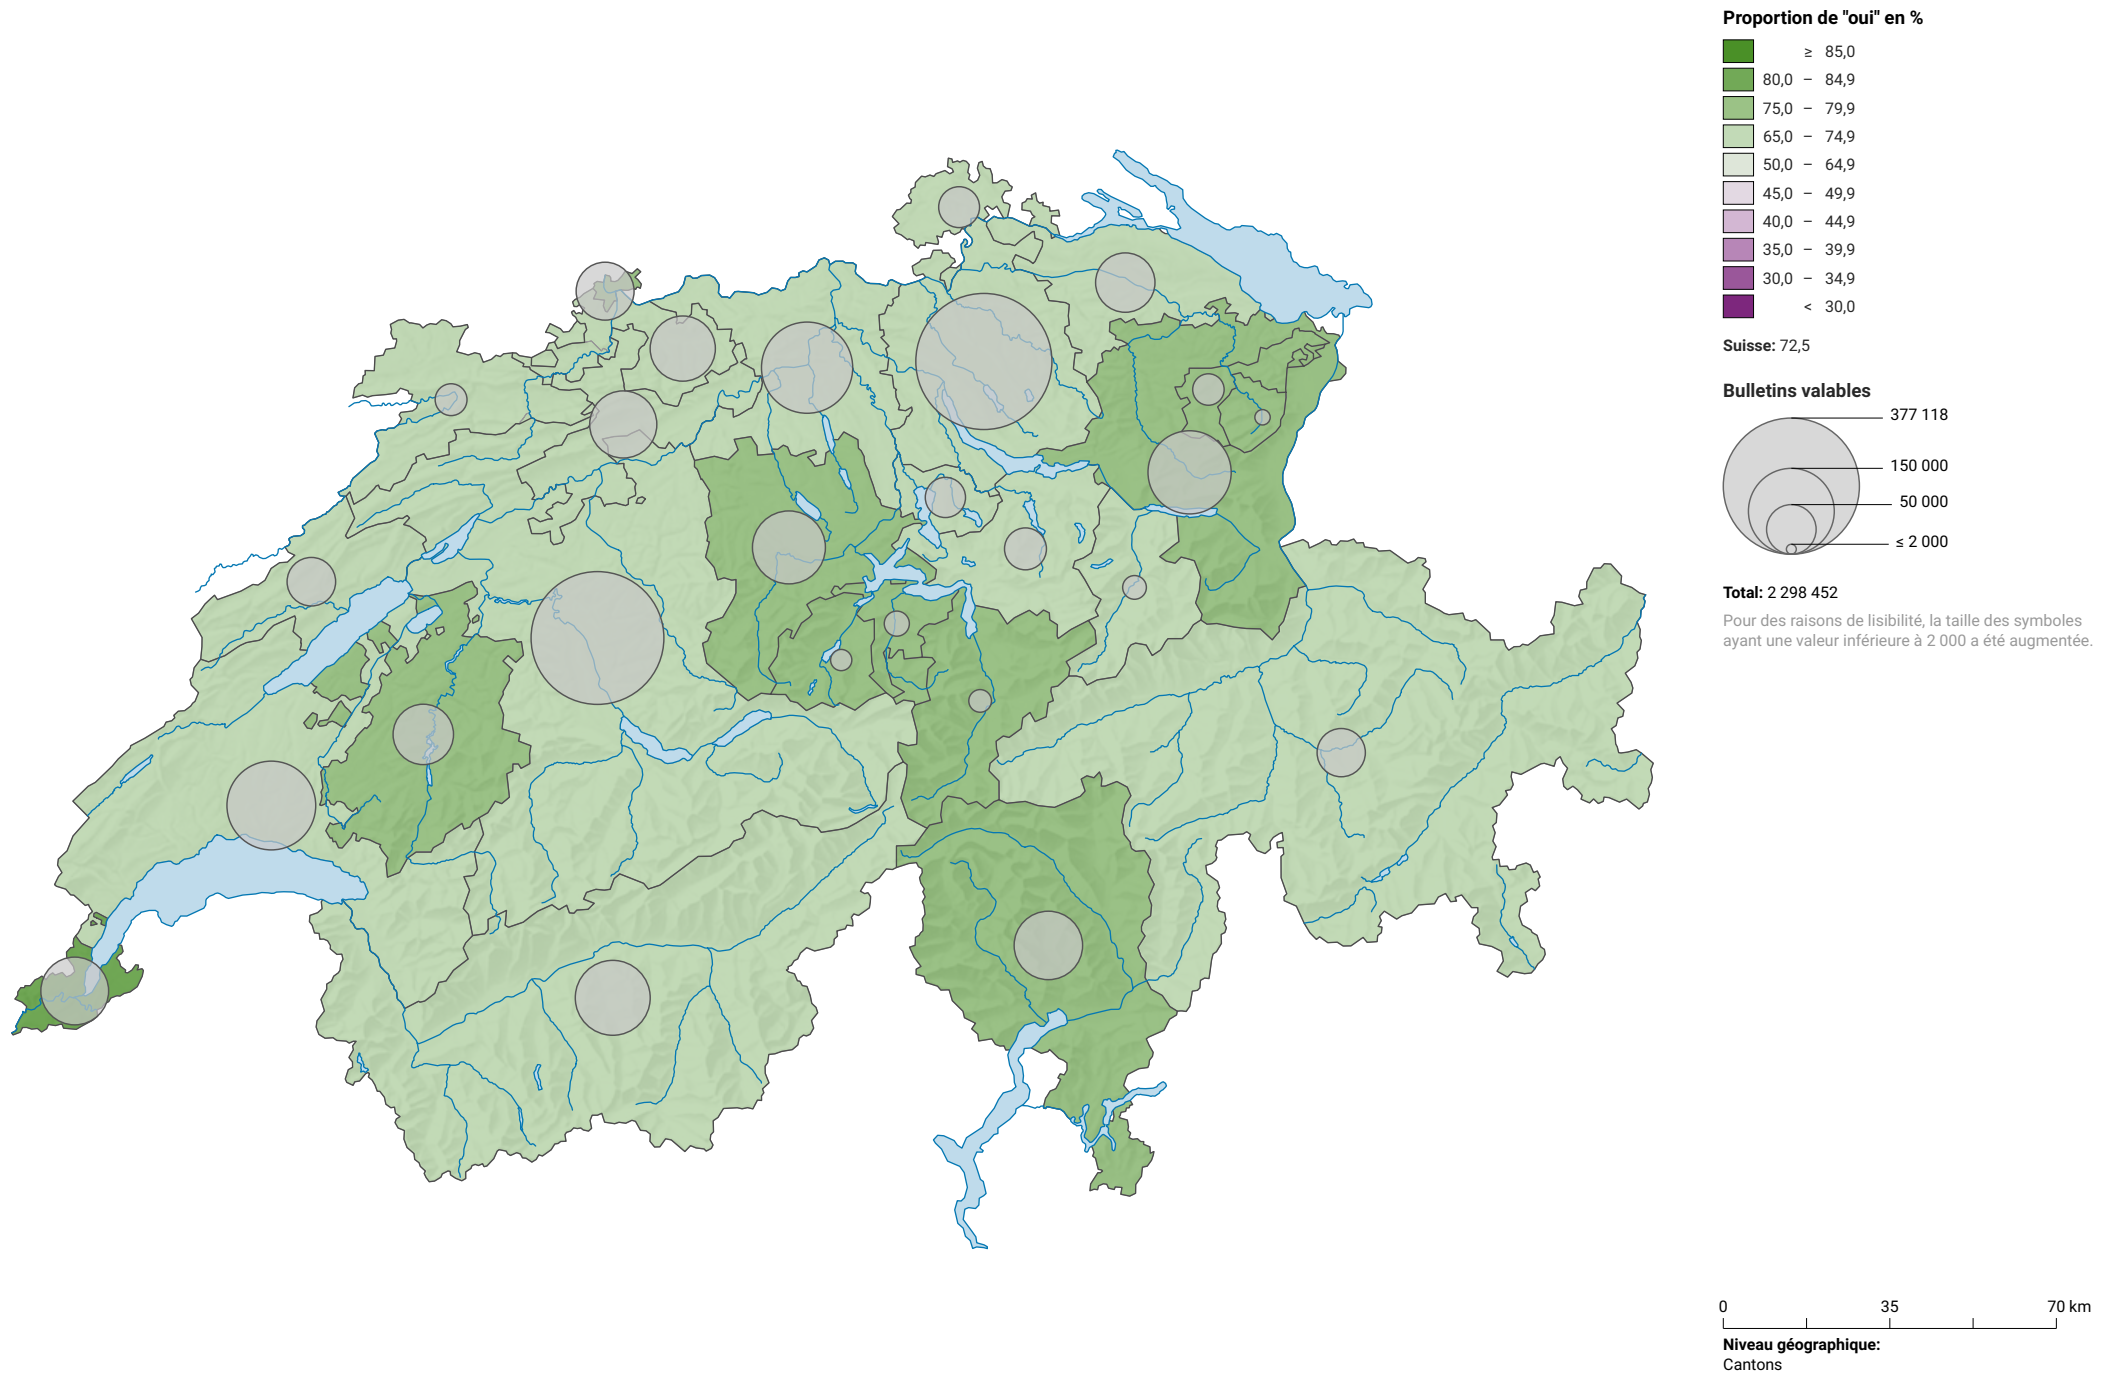 Proportion de "oui" en %
≥ 85,0
80,0 – 84,9
75,0 – 79,9
65,0 – 74,9
50,0 – 64,9
45,0 – 49,9
40,0 – 44,9
35,0 – 39,9
30,0 – 34,9
< 30,0
Suisse: 72,5
Bulletins valables
377 118
150 000
50 000
≤ 2 000
Total: 2 298 452
Pour des raisons de lisibilité, la taille des symboles
ayant une valeur inférieure à 2 000 a été augmentée.
0 35 70 km
Niveau géographique:
Cantons